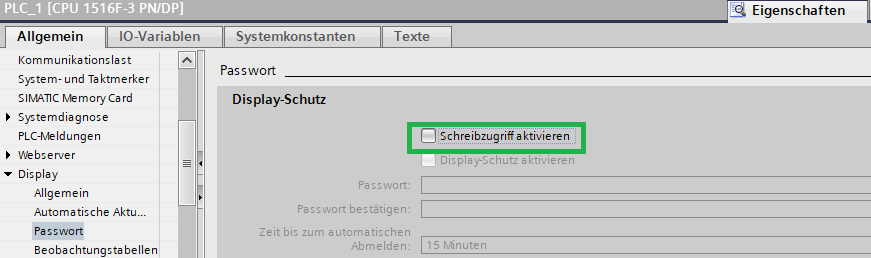 PLC_1 [CPU 1516F-3 PN/DP]
Eigenschaften
Allgemein IO-Variablen Systemkonstanten Texte
Kommunikationslast
System- und Taktmerker
SIMATIC Memory Card
Systemdiagnose
PLC-Meldungen
Webserver
Display
Allgemein
Automatische Aktu...
Passwort
Beobachtungstabellen
Passwort
Display-Schutz
Schreibzugriff aktivieren
Display-Schutz aktivieren
Passwort:
Passwort bestätigen:
Zeit bis zum automatischen
Abmelden: 15 Minuten